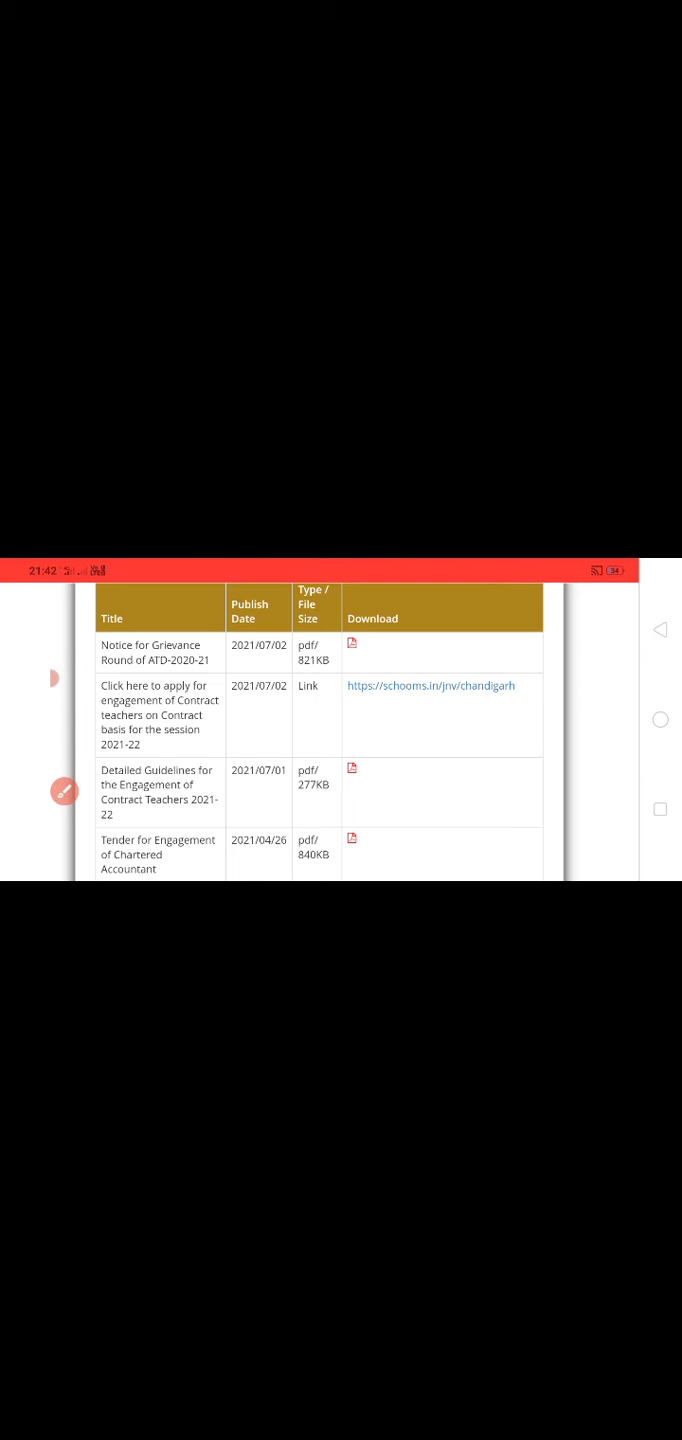 21:42
34
Title
Publish Date
Type / File Size
Download
Notice for Grievance
Round of ATD-2020-21
2021/07/02
pdf/
821KB
Click here to apply for
engagement of Contract
teachers on Contract
basis for the session
2021-22
2021/07/02
Link
https://schooms.in/jnv/chandigarh
Detailed Guidelines for
the Engagement of
Contract Teachers 2021-
22
2021/07/01
pdf/
277KB
Tender for Engagement
of Chartered
Accountant
2021/04/26
pdf/
840KB